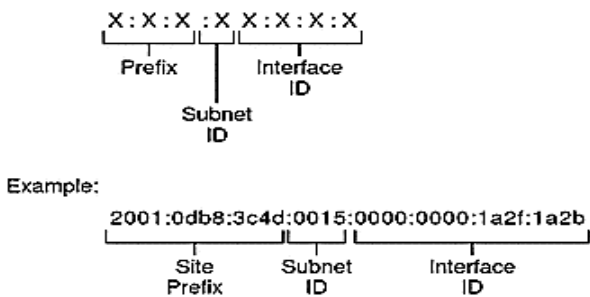 X:X:X:X X:X:X:X
Prefix
Interface
ID
Subnet
ID
Example:
2001:0db8:3c4d:0015:0000:0000:1a2f:1a2b
Site
Prefix
Subnet
ID
Interface
ID